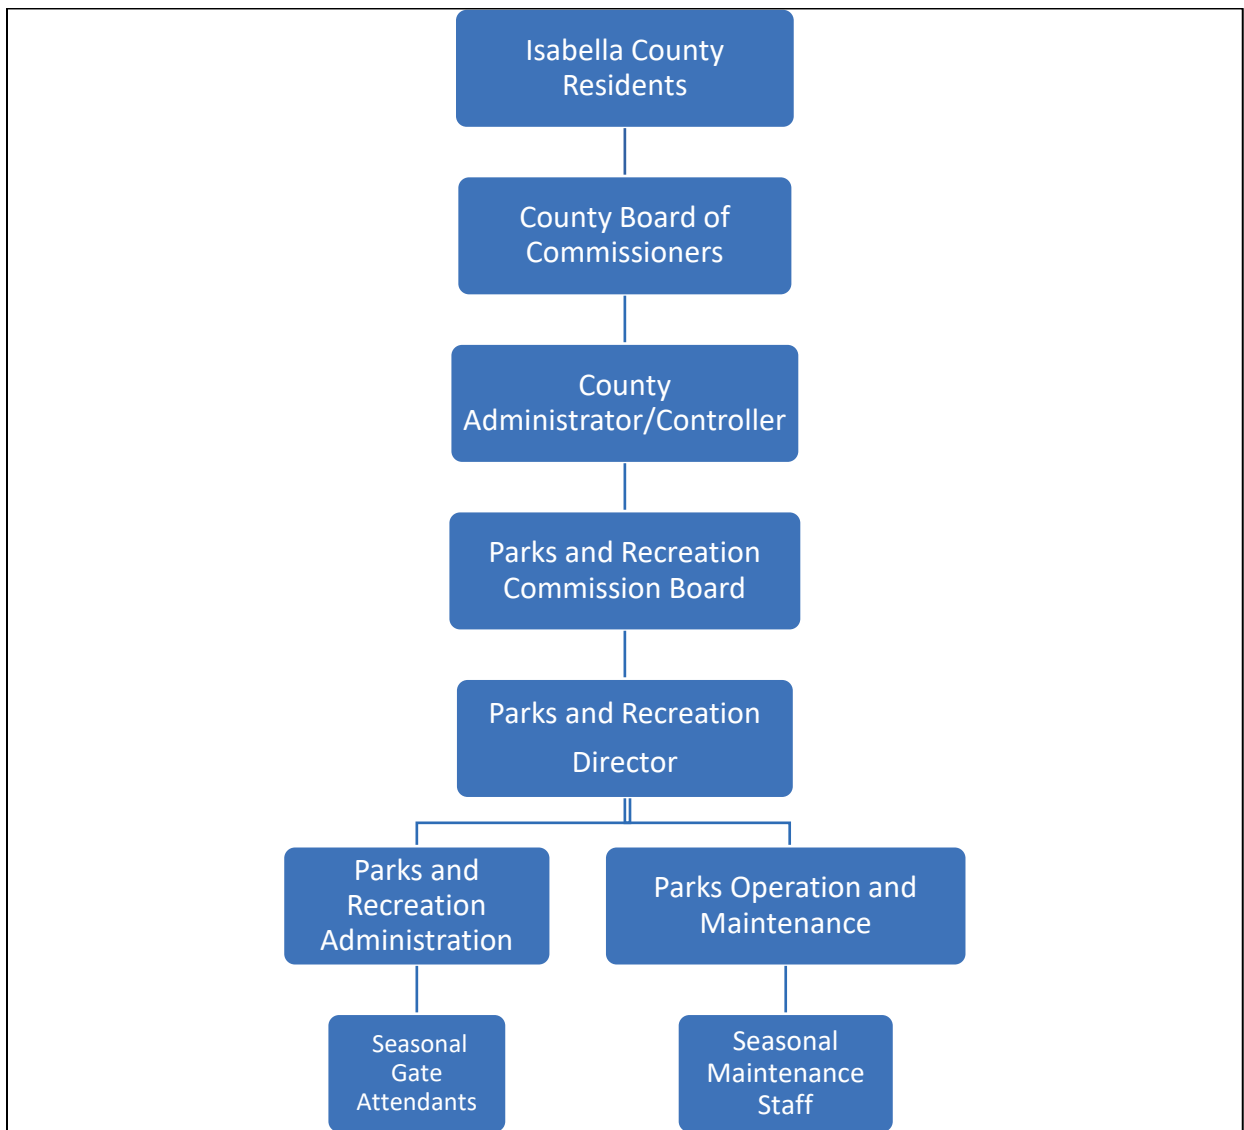 Isabella County
Residents
County Board of
Commissioners
County
Administrator/Controller
Parks and Recreation
Commission Board
Parks and Recreation
Director
Parks and
Recreation
Administration
Parks Operation and
Maintenance
Seasonal
Gate
Attendants
Seasonal
Maintenance
Staff